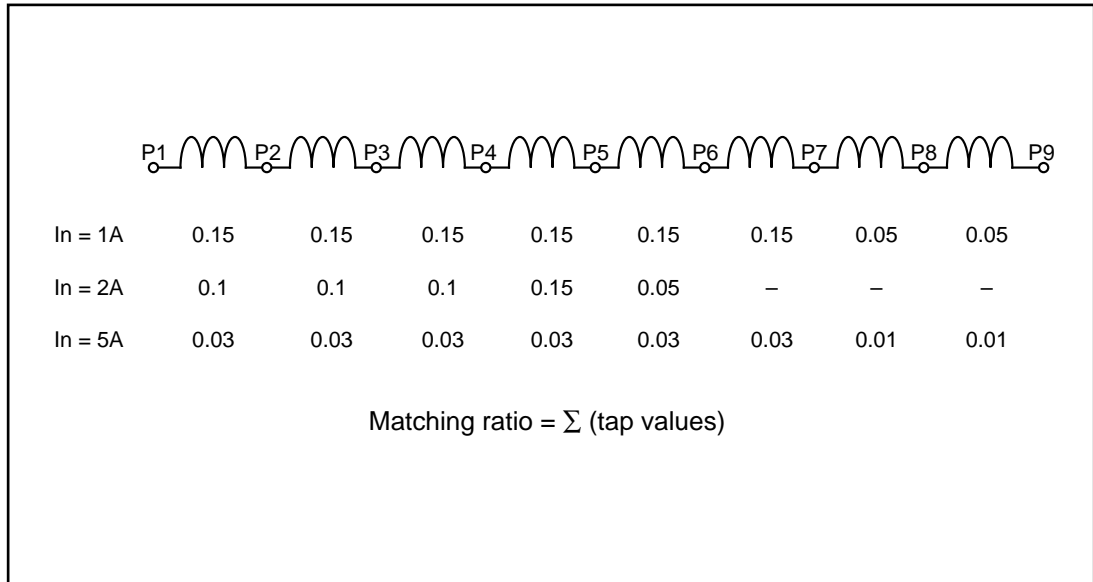 P1 P2 P3 P4 P5 P6 P7 P8 P9
In = 1A 0.15 0.15 0.15 0.15 0.15 0.15 0.05 0.05
In = 2A 0.1 0.1 0.1 0.15 0.05 – – –
In = 5A 0.03 0.03 0.03 0.03 0.03 0.03 0.01 0.01
Matching ratio = Σ (tap values)